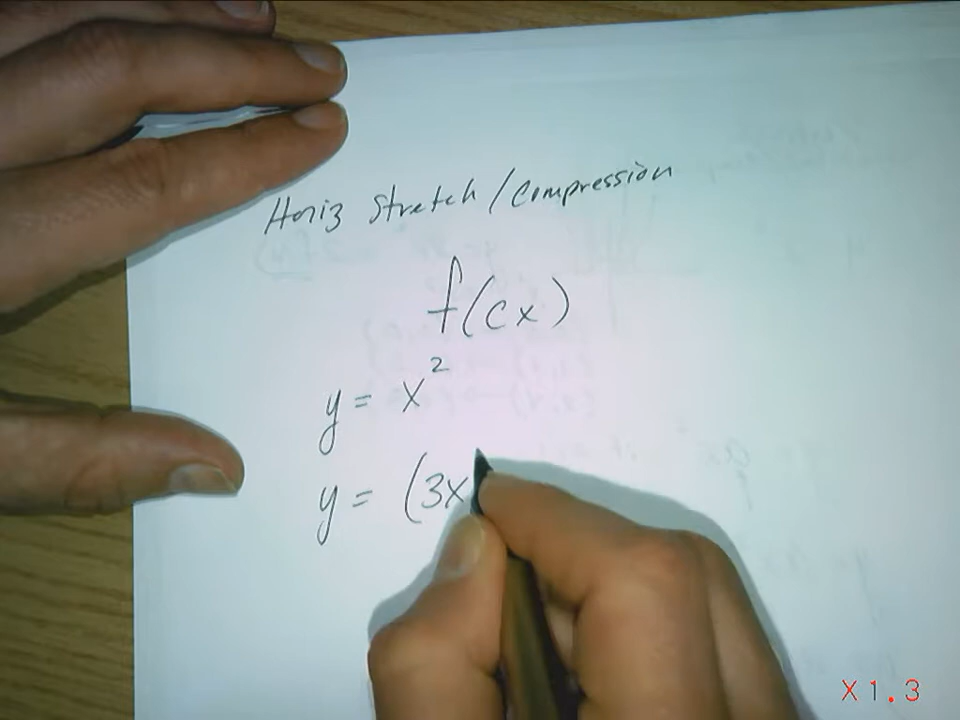 Horiz Stretch / Compression
f(cx)
y = x²
y = (3x
X1.3